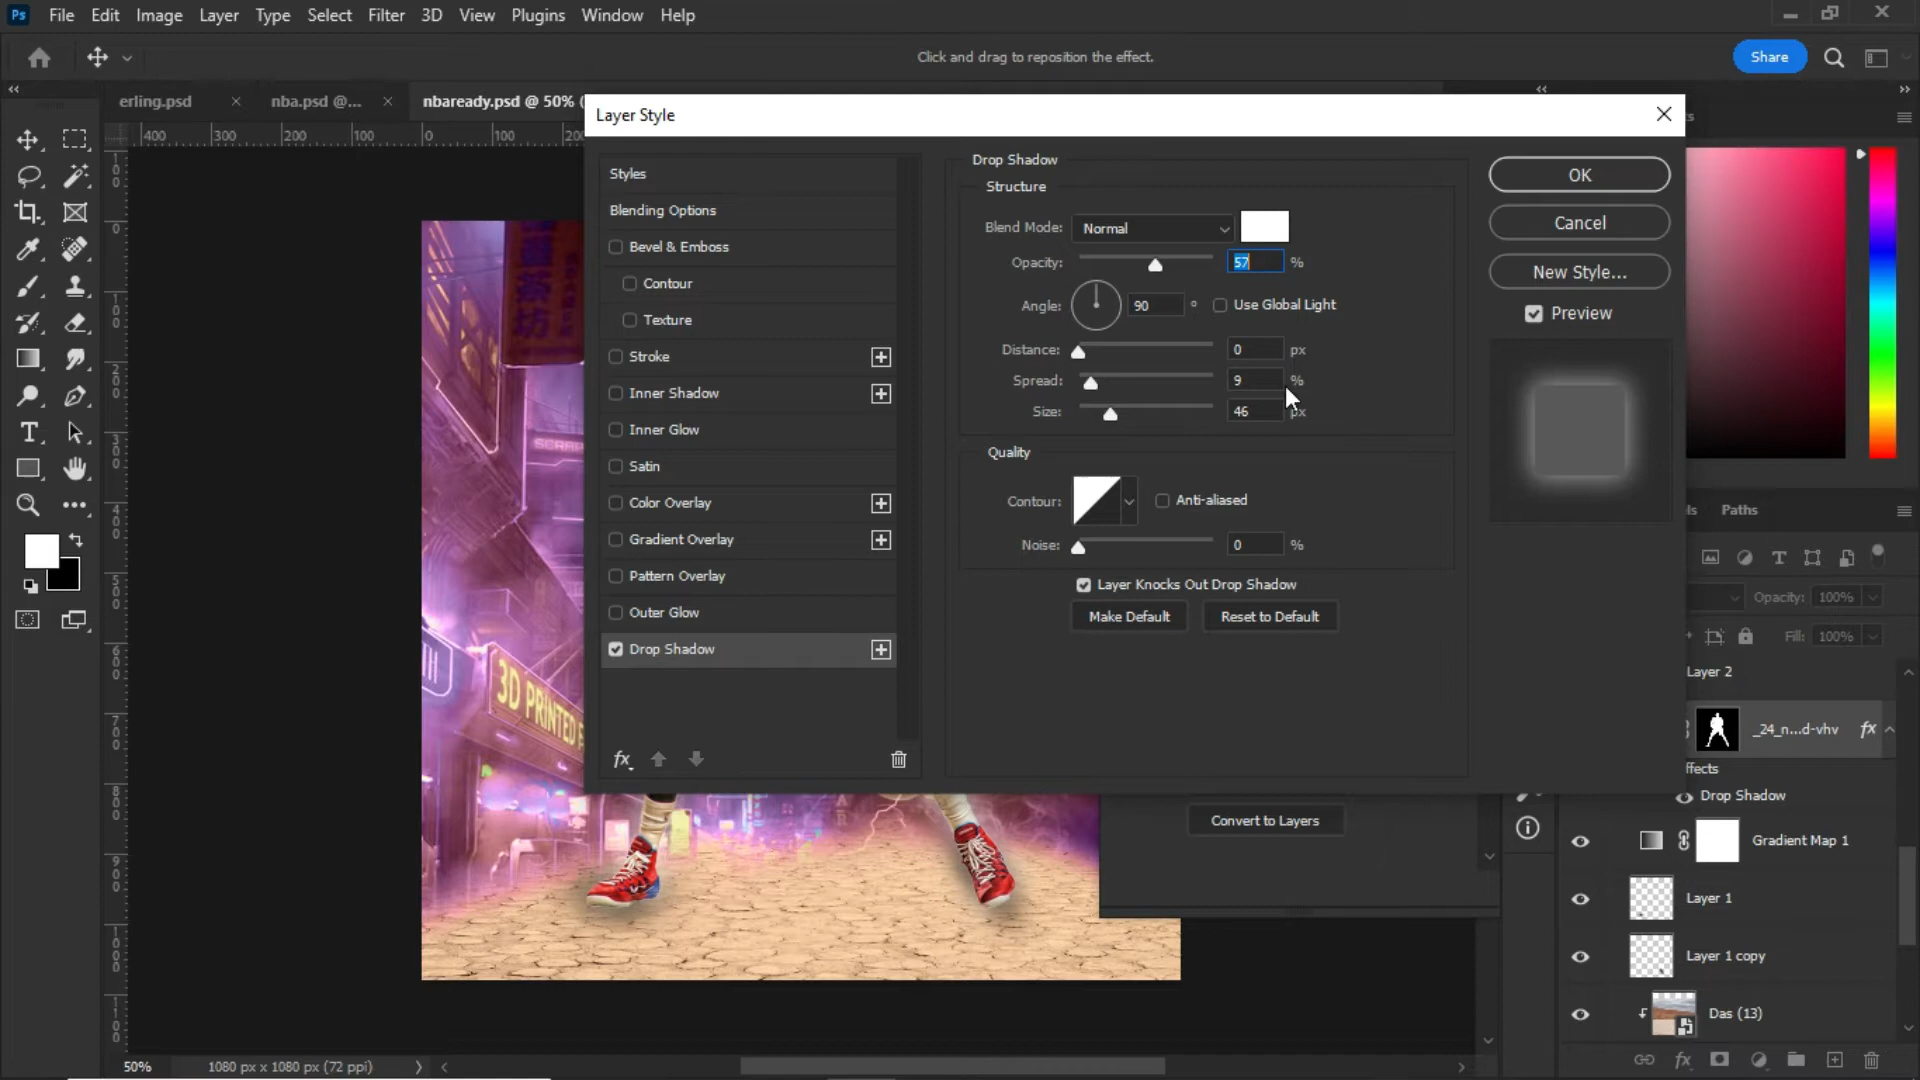 Ps File Edit Image Layer Type Select Filter 3D View Plugins Window Help
Click and drag to reposition the effect.
Share
erling.psd
nba.psd @...
nbaready.psd @ 50% (
400 300 200 100 0 100 200
Layer Style
Styles
Blending Options
Bevel & Emboss
Contour
Texture
Stroke
Inner Shadow
Inner Glow
Satin
Color Overlay
Gradient Overlay
Pattern Overlay
Outer Glow
Drop Shadow
fx
Drop Shadow
Structure
Blend Mode: Normal
Opacity: 57 %
Angle: 90 ° Use Global Light
Distance: 0 px
Spread: 9 %
Size: 46 px
Quality
Contour: Anti-aliased
Noise: 0 %
Layer Knocks Out Drop Shadow
Make Default Reset to Default
OK
Cancel
New Style...
Preview
Paths
Opacity: 100%
Fill: 100%
Layer 2
_24_n...d-vhv fx
ffects
Drop Shadow
Gradient Map 1
Layer 1
Layer 1 copy
Das (13)
Convert to Layers
3D PRINTED F
50% 1080 px x 1080 px (72 ppi)